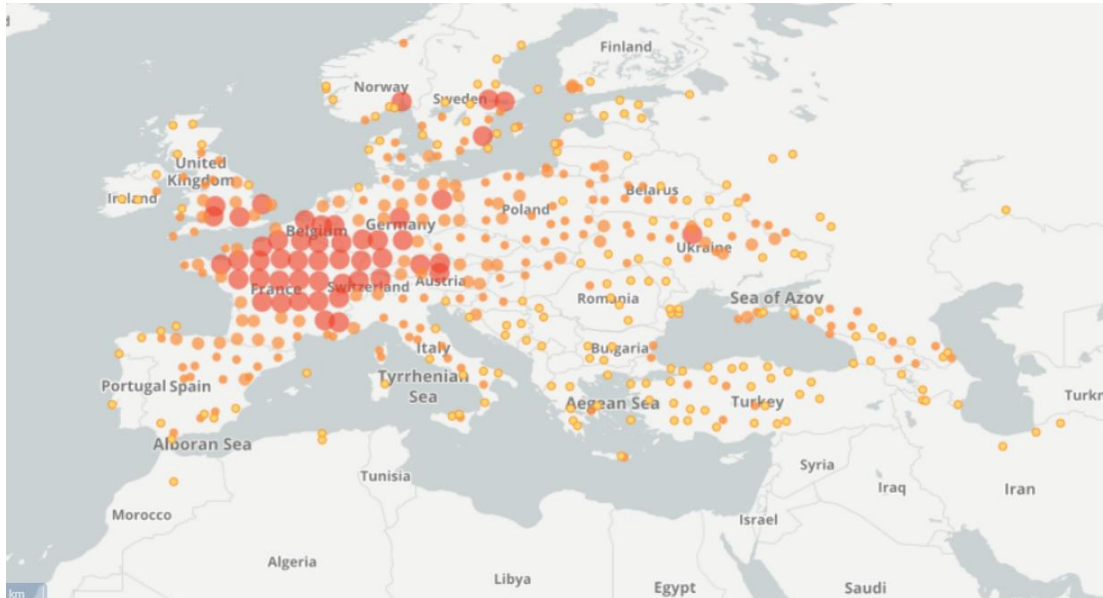 d
Finland
Norway
Sweden
United
Kingdom
Ireland
Belarus
Poland
Germany
Belgium
Ukraine
France
Switzerland
Austria
Romania
Sea of Azov
Italy
Bulgaria
Portugal
Spain
Tyrrhenian
Sea
Aegean Sea
Turkey
Turkn
Alboran Sea
Tunisia
Syria
Iraq
Iran
Morocco
Israel
Algeria
Libya
Egypt
Saudi
km